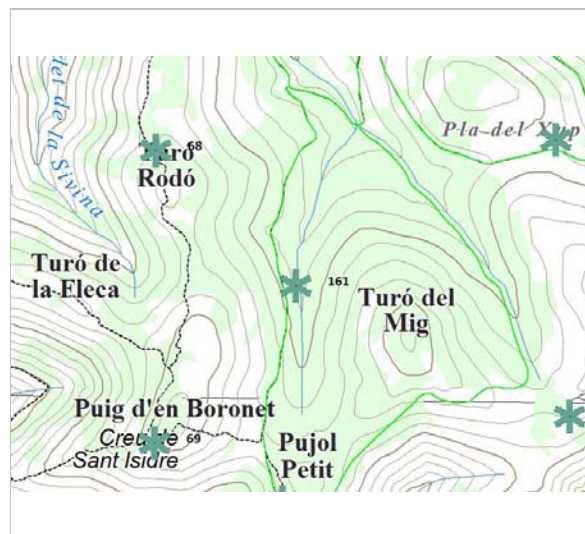 de la Sivina
Pla del
68
Turó
Rodó
Turó de
la Eleca
161
Turó del
Mig
Puig d'en Boronet
69
Sant Isidre
Pujol
Petit